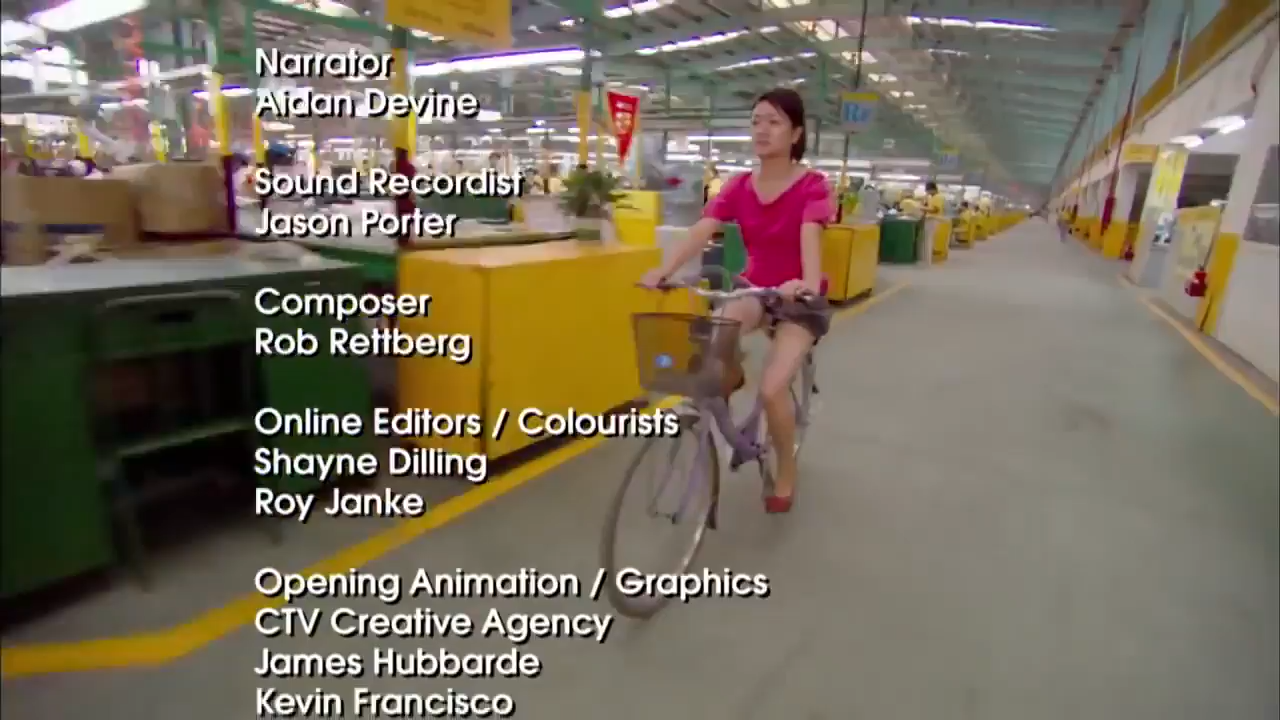 Narrator
Aidan Devine
Sound Recordist
Jason Porter
Composer
Rob Rettberg
Online Editors / Colourists
Shayne Dilling
Roy Janke
Opening Animation / Graphics
CTV Creative Agency
James Hubbarde
Kevin Francisco